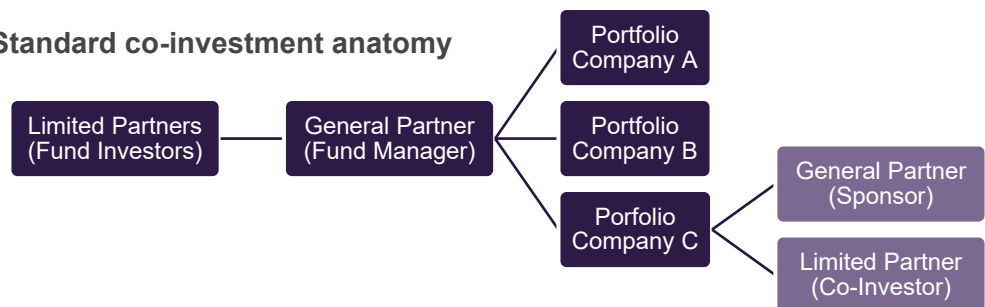 Standard co-investment anatomy
Portfolio
Company A
Limited Partners
(Fund Investors)
General Partner
(Fund Manager)
Portfolio
Company B
Porfolio
Company C
General Partner
(Sponsor)
Limited Partner
(Co-Investor)